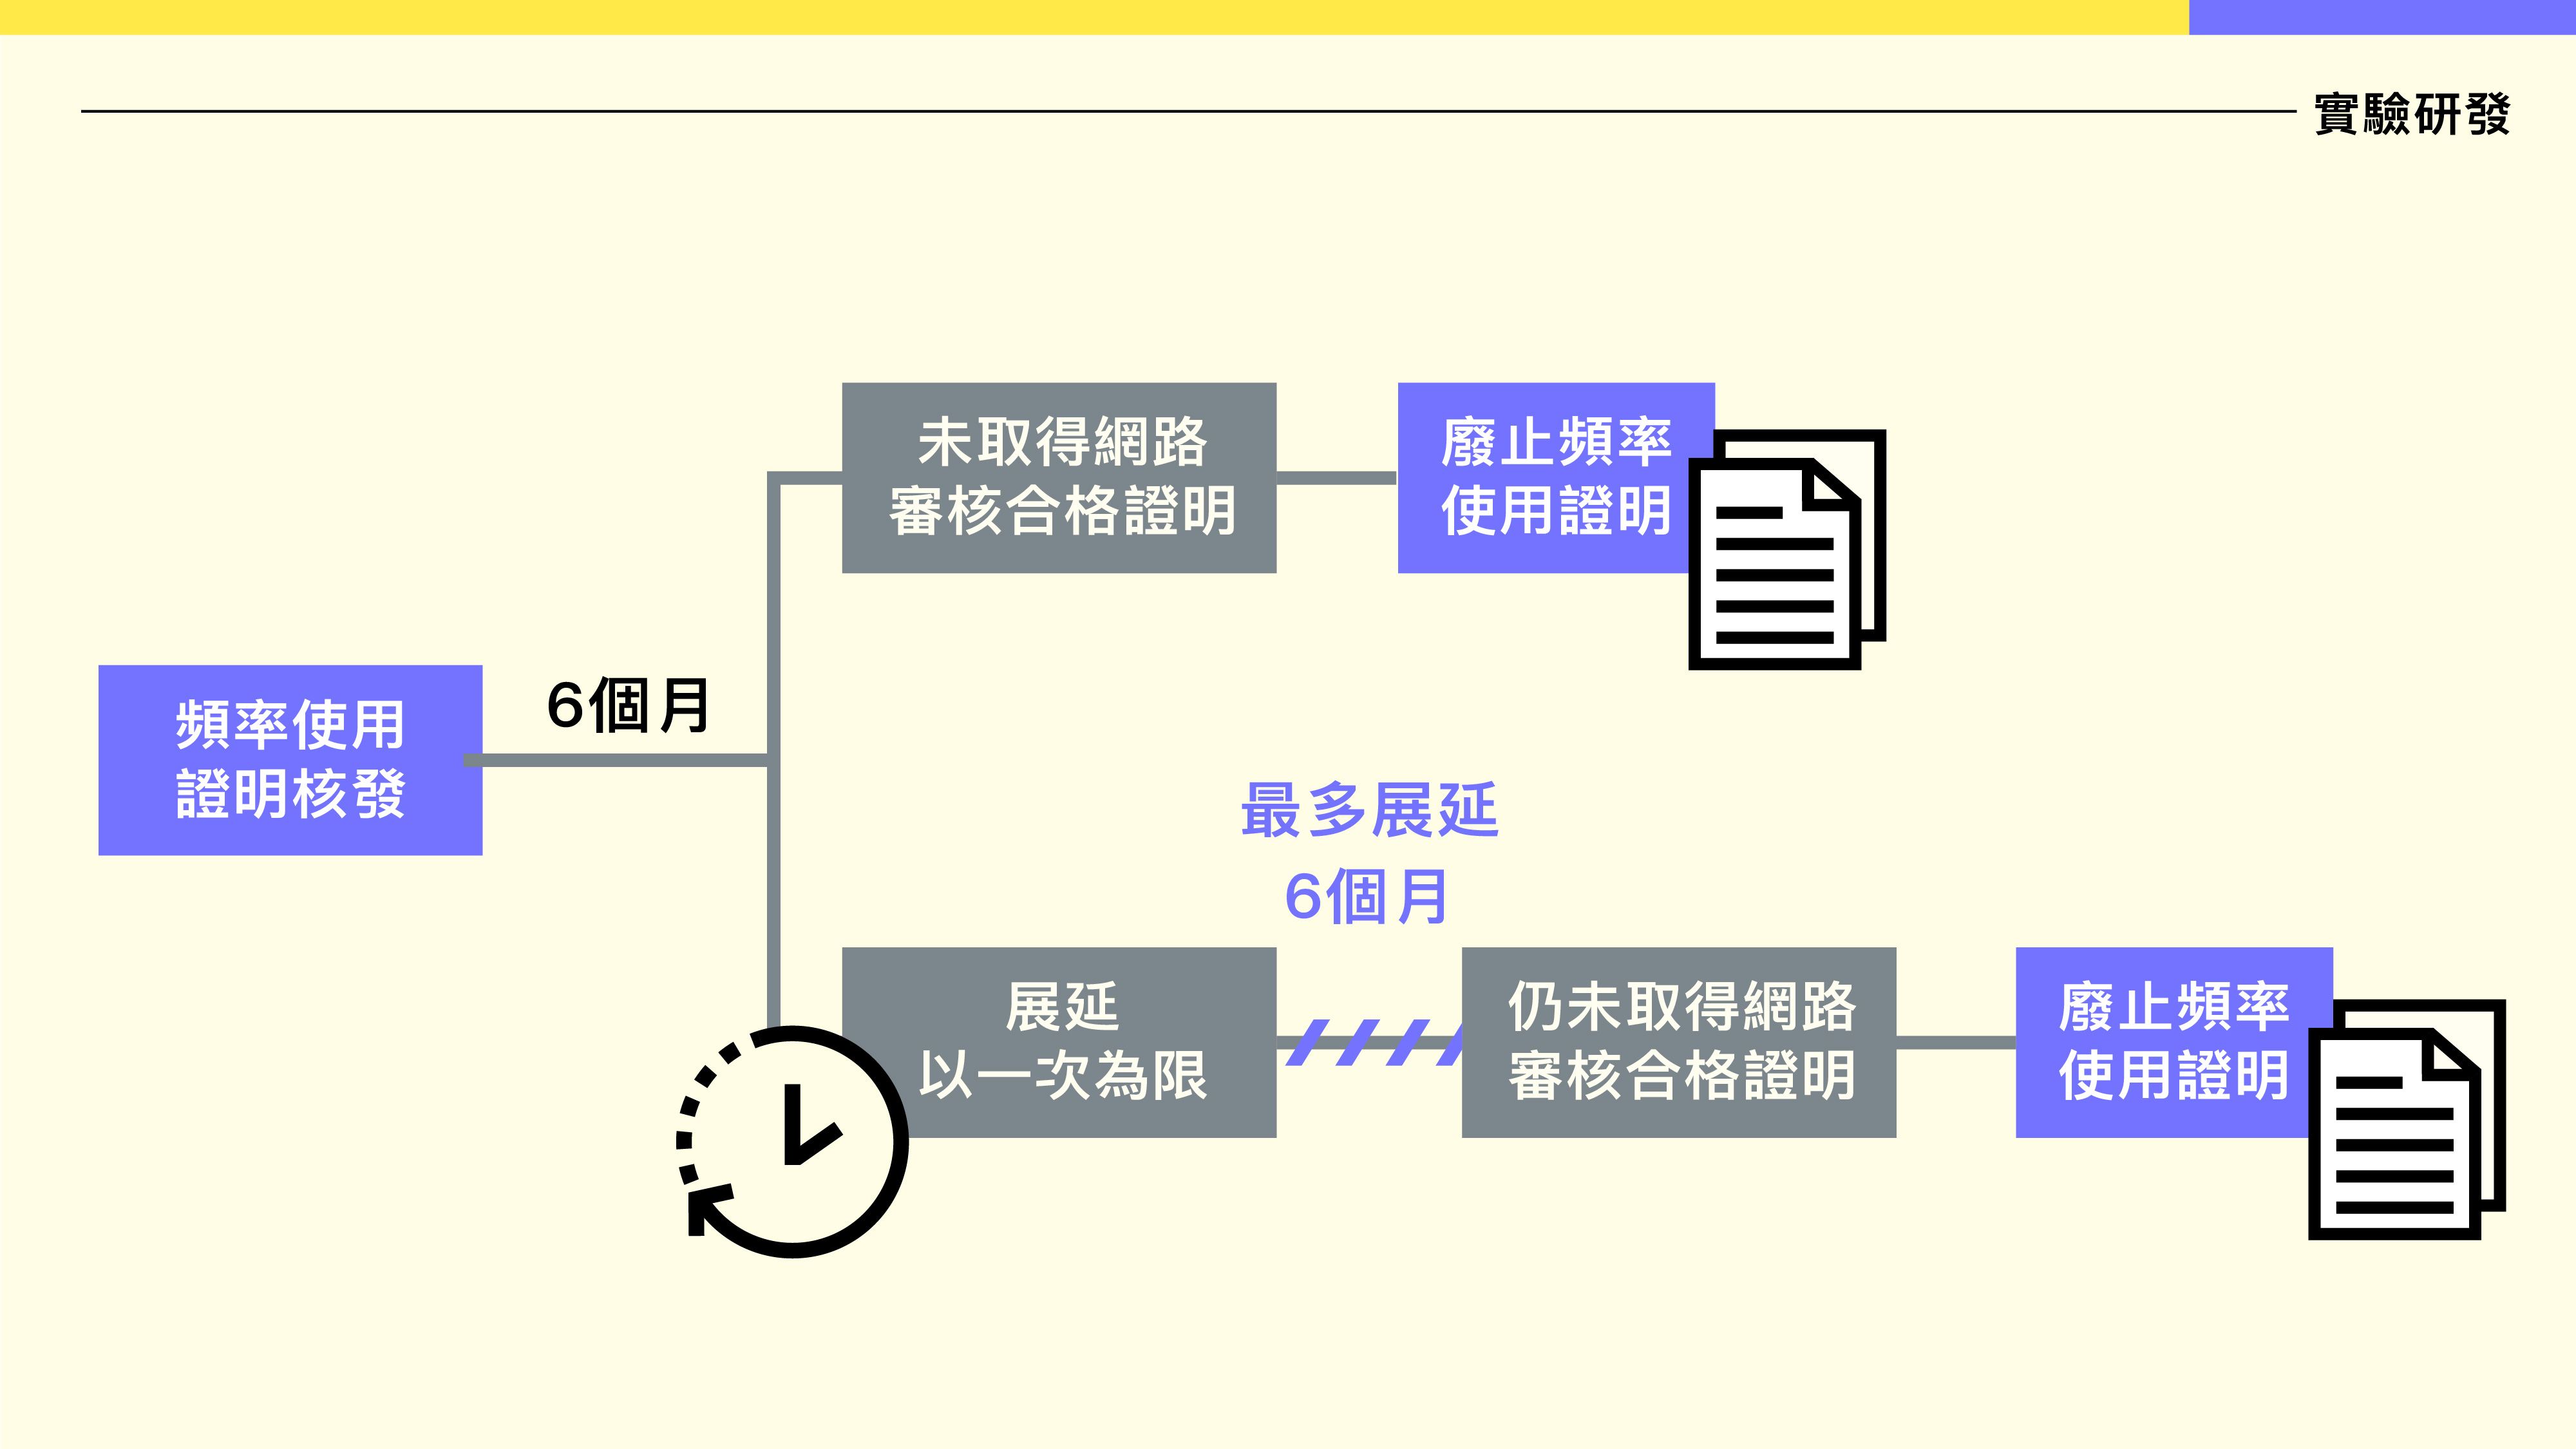 實驗研發
未取得網路
審核合格證明
廢止頻率
使用證明
頻率使用
證明核發
6個月
最多展延
6個月
展延
以一次為限
仍未取得網路
審核合格證明
廢止頻率
使用證明